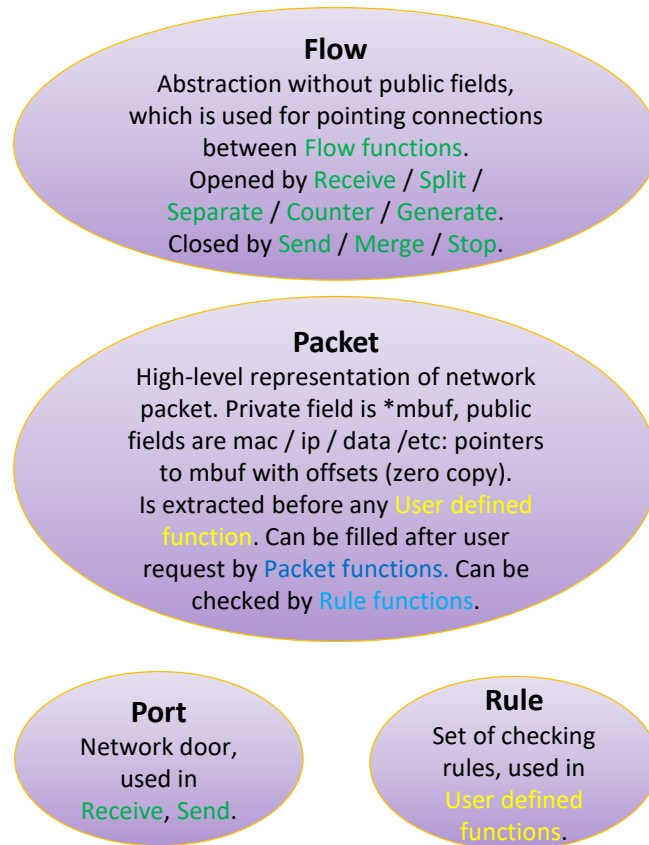 Flow
Abstraction without public fields,
which is used for pointing connections
between Flow functions.
Opened by Receive / Split /
Separate / Counter / Generate.
Closed by Send / Merge / Stop.
Packet
High-level representation of network
packet. Private field is *mbuf, public
fields are mac / ip / data /etc: pointers
to mbuf with offsets (zero copy).
Is extracted before any User defined
function. Can be filled after user
request by Packet functions. Can be
checked by Rule functions.
Port
Network door,
used in
Receive, Send.
Rule
Set of checking
rules, used in
User defined
functions.